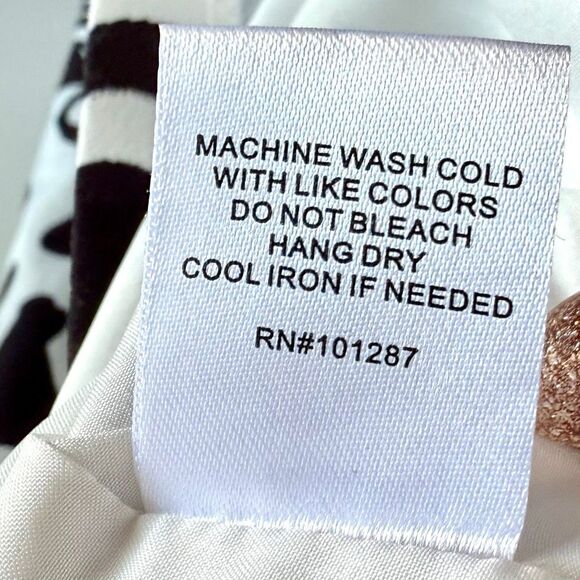 MACHINE WASH COLD
WITH LIKE COLORS
DO NOT BLEACH
HANG DRY
COOL IRON IF NEEDED
RN#101287